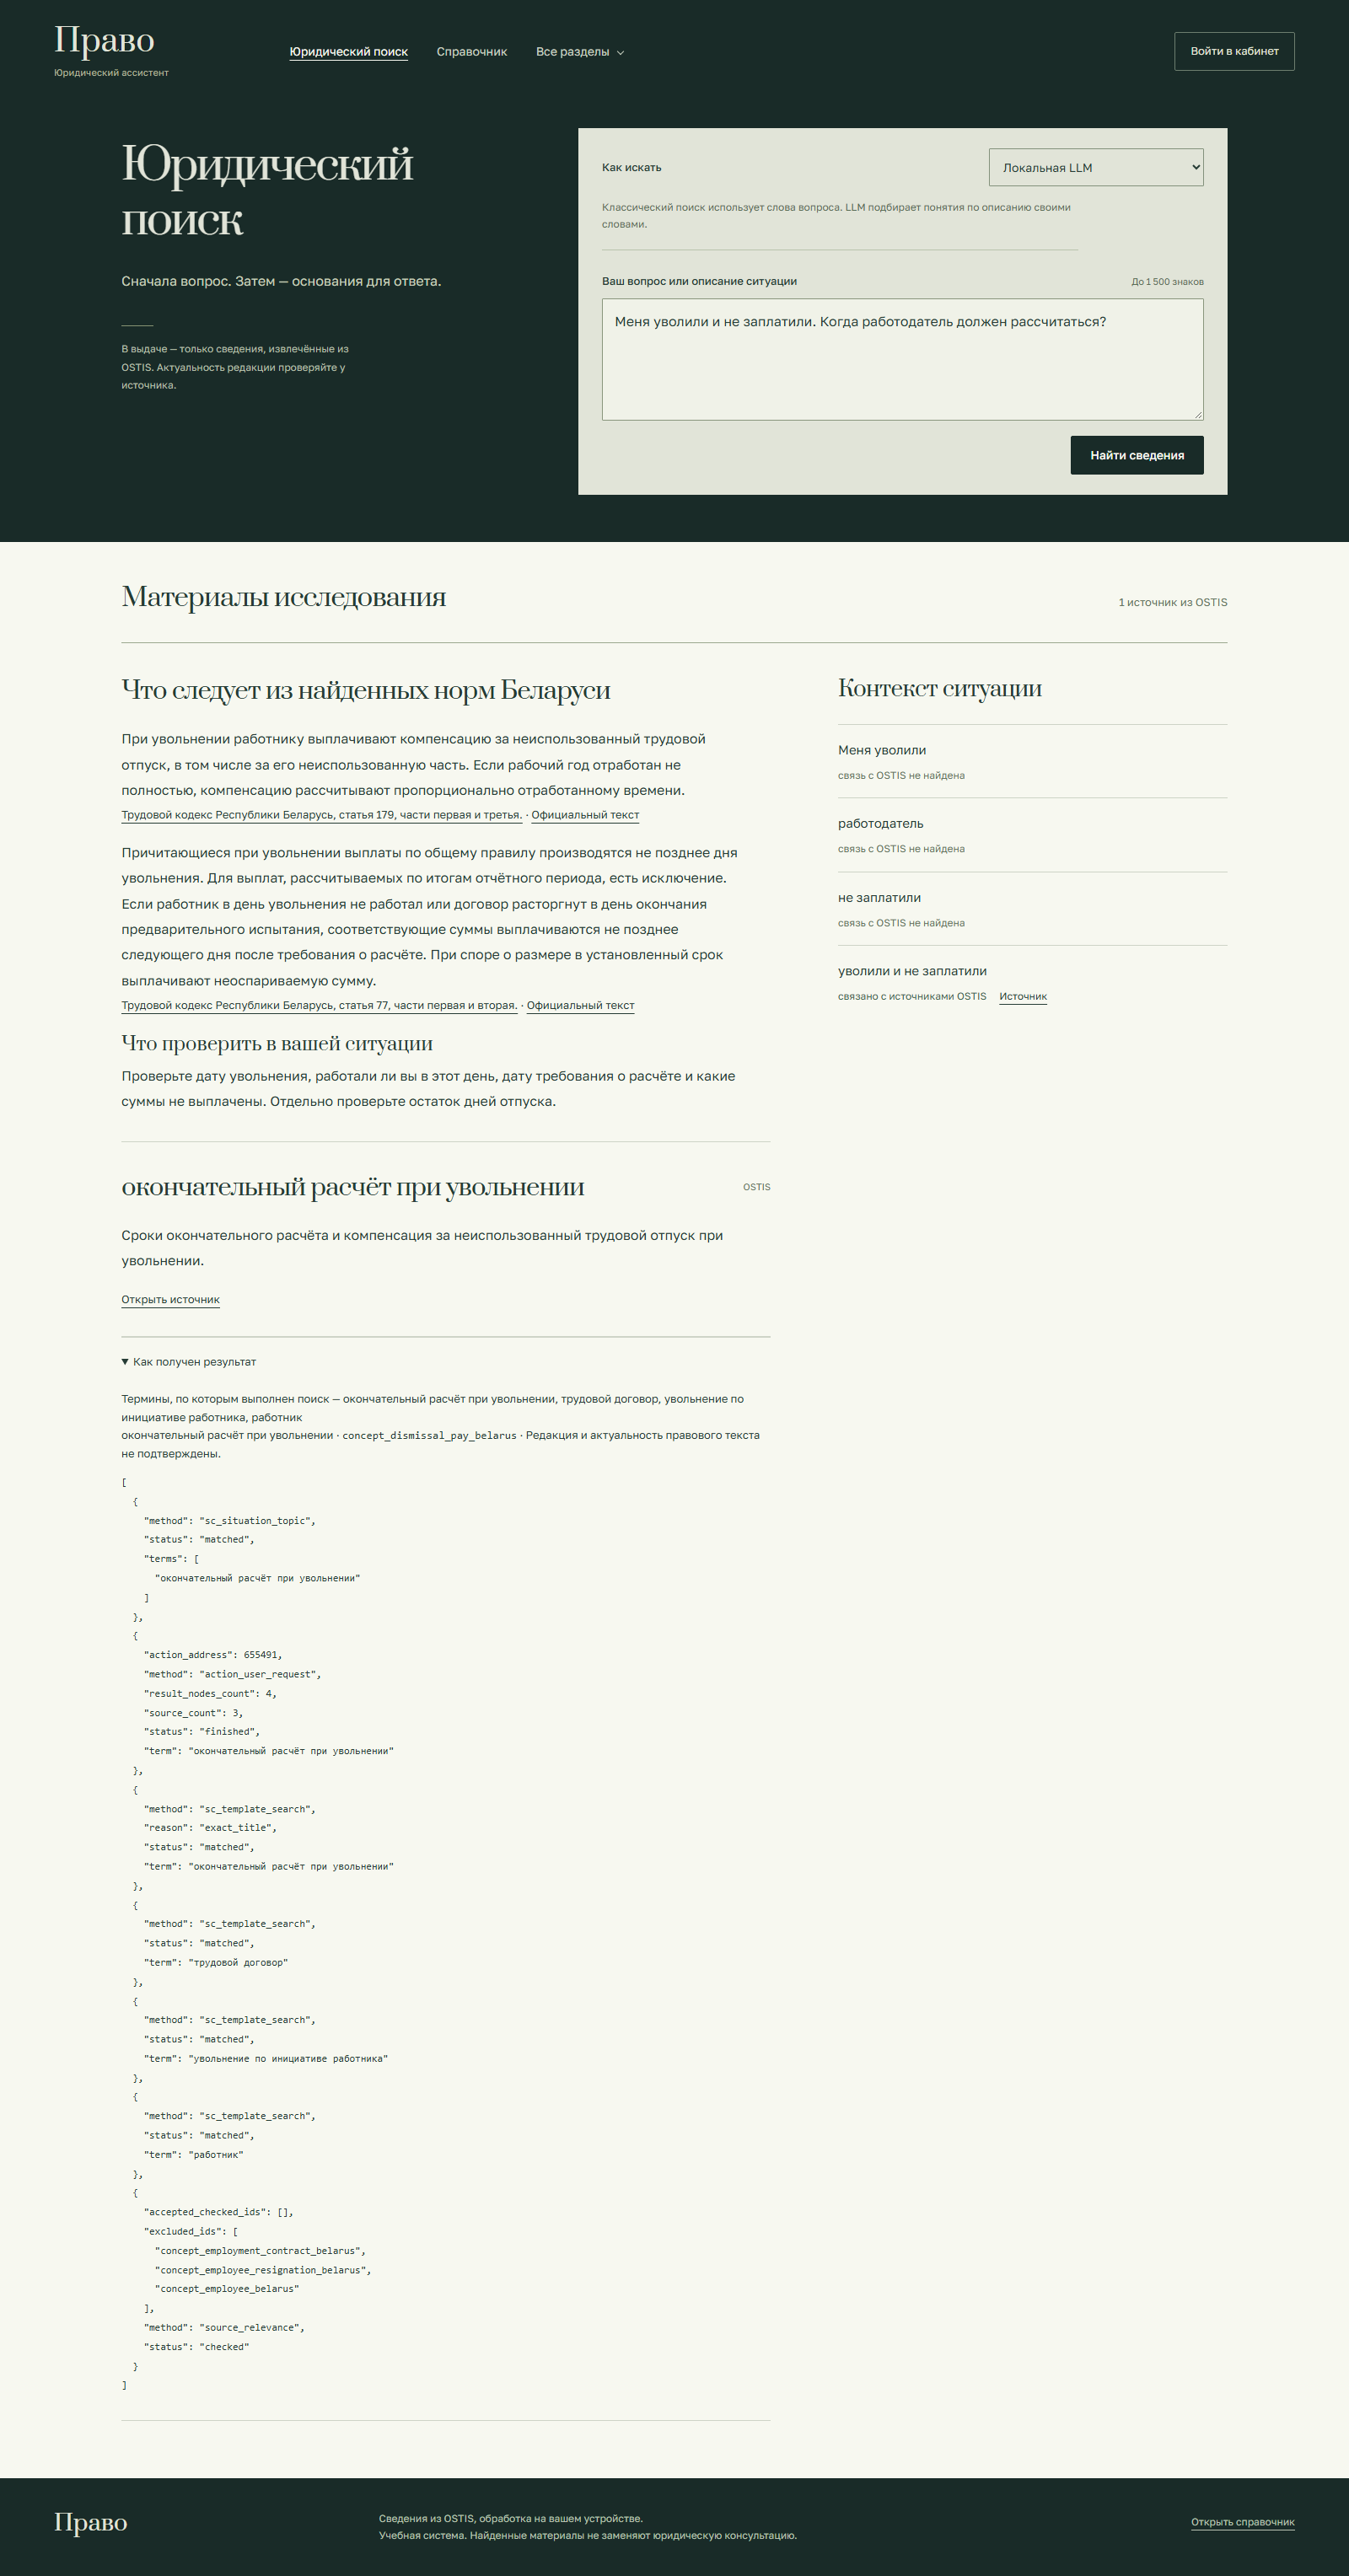 Право
Юридический ассистент
Юридический поиск
Справочник
Все разделы
Войти в кабинет
Юридический
поиск
Сначала вопрос. Затем — основания для ответа.
В выдаче — только сведения, извлечённые из
OSTIS. Актуальность редакции проверяйте у
источника.
Как искать
Локальная LLM
Классический поиск использует слова вопроса. LLM подбирает понятия по описанию своими
словами.
Ваш вопрос или описание ситуации
До 1 500 знаков
Меня уволили и не заплатили. Когда работодатель должен рассчитаться?
Найти сведения
Материалы исследования
1 источник из OSTIS
Что следует из найденных норм Беларуси
При увольнении работнику выплачивают компенсацию за неиспользованный трудовой
отпуск, в том числе за его неиспользованную часть. Если рабочий год отработан не
полностью, компенсацию рассчитывают пропорционально отработанному времени.
Трудовой кодекс Республики Беларусь, статья 179, части первая и третья. · Официальный текст
Причитающиеся при увольнении выплаты по общему правилу производятся не позднее дня
увольнения. Для выплат, рассчитываемых по итогам отчётного периода, есть исключение.
Если работник в день увольнения не работал или договор расторгнут в день окончания
предварительного испытания, соответствующие суммы выплачиваются не позднее
следующего дня после требования о расчёте. При споре о размере в установленный срок
выплачивают неоспариваемую сумму.
Трудовой кодекс Республики Беларусь, статья 77, части первая и вторая. · Официальный текст
Что проверить в вашей ситуации
Проверьте дату увольнения, работали ли вы в этот день, дату требования о расчёте и какие
суммы не выплачены. Отдельно проверьте остаток дней отпуска.
Контекст ситуации
Меня уволили
связь с OSTIS не найдена
работодатель
связь с OSTIS не найдена
не заплатили
связь с OSTIS не найдена
уволили и не заплатили
связано с источниками OSTIS Источник
окончательный расчёт при увольнении
OSTIS
Сроки окончательного расчёта и компенсация за неиспользованный трудовой отпуск при
увольнении.
Открыть источник
▼ Как получен результат
Термины, по которым выполнен поиск — окончательный расчёт при увольнении, трудовой договор, увольнение по
инициативе работника, работник
окончательный расчёт при увольнении · concept_dismissal_pay_belarus · Редакция и актуальность правового текста
не подтверждены.
[
  {
    "method": "sc_situation_topic",
    "status": "matched",
    "terms": [
      "окончательный расчёт при увольнении"
    ]
  },
  {
    "action_address": 655491,
    "method": "action_user_request",
    "result_nodes_count": 4,
    "source_count": 3,
    "status": "finished",
    "term": "окончательный расчёт при увольнении"
  },
  {
    "method": "sc_template_search",
    "reason": "exact_title",
    "status": "matched",
    "term": "окончательный расчёт при увольнении"
  },
  {
    "method": "sc_template_search",
    "status": "matched",
    "term": "трудовой договор"
  },
  {
    "method": "sc_template_search",
    "status": "matched",
    "term": "увольнение по инициативе работника"
  },
  {
    "method": "sc_template_search",
    "status": "matched",
    "term": "работник"
  },
  {
    "accepted_checked_ids": [],
    "excluded_ids": [
      "concept_employment_contract_belarus",
      "concept_employee_resignation_belarus",
      "concept_employee_belarus"
    ],
    "method": "source_relevance",
    "status": "checked"
  }
]
Право
Сведения из OSTIS, обработка на вашем устройстве.
Учебная система. Найденные материалы не заменяют юридическую консультацию.
Открыть справочник